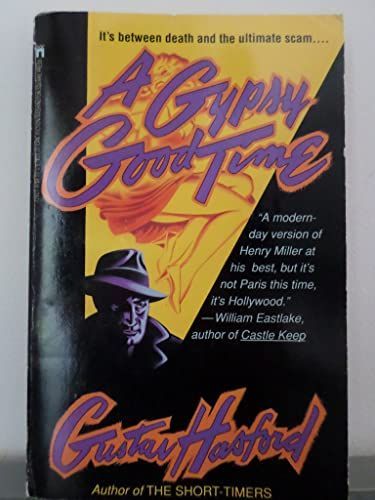 It's between death and the ultimate scam....
A Gypsy
Good Time
"A modern-
day version of
Henry Miller at
his best, but it's
not Paris this time,
it's Hollywood."
—William Eastlake,
author of Castle Keep
Gustav Hasford
Author of THE SHORT-TIMERS